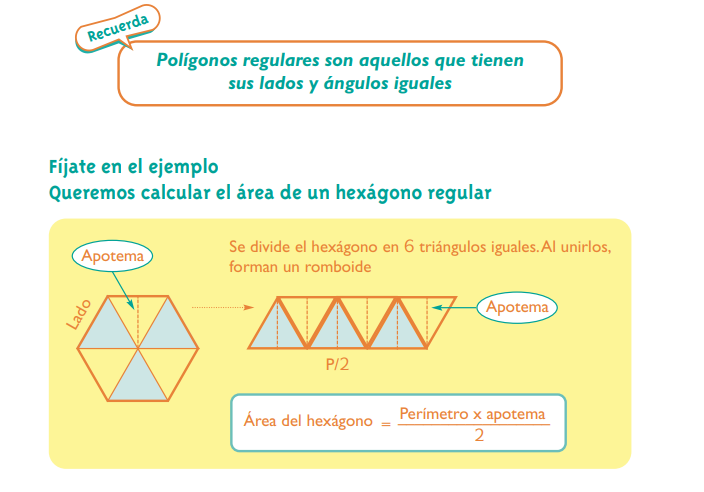 Recuerda
Polígonos regulares son aquellos que tienen
sus lados y ángulos iguales
Fíjate en el ejemplo
Queremos calcular el área de un hexágono regular
Apotema
Se divide el hexágono en 6 triángulos iguales. Al unirlos,
forman un romboide
Lado
Apotema
P/2
Área del hexágono = Perímetro x apotema
2